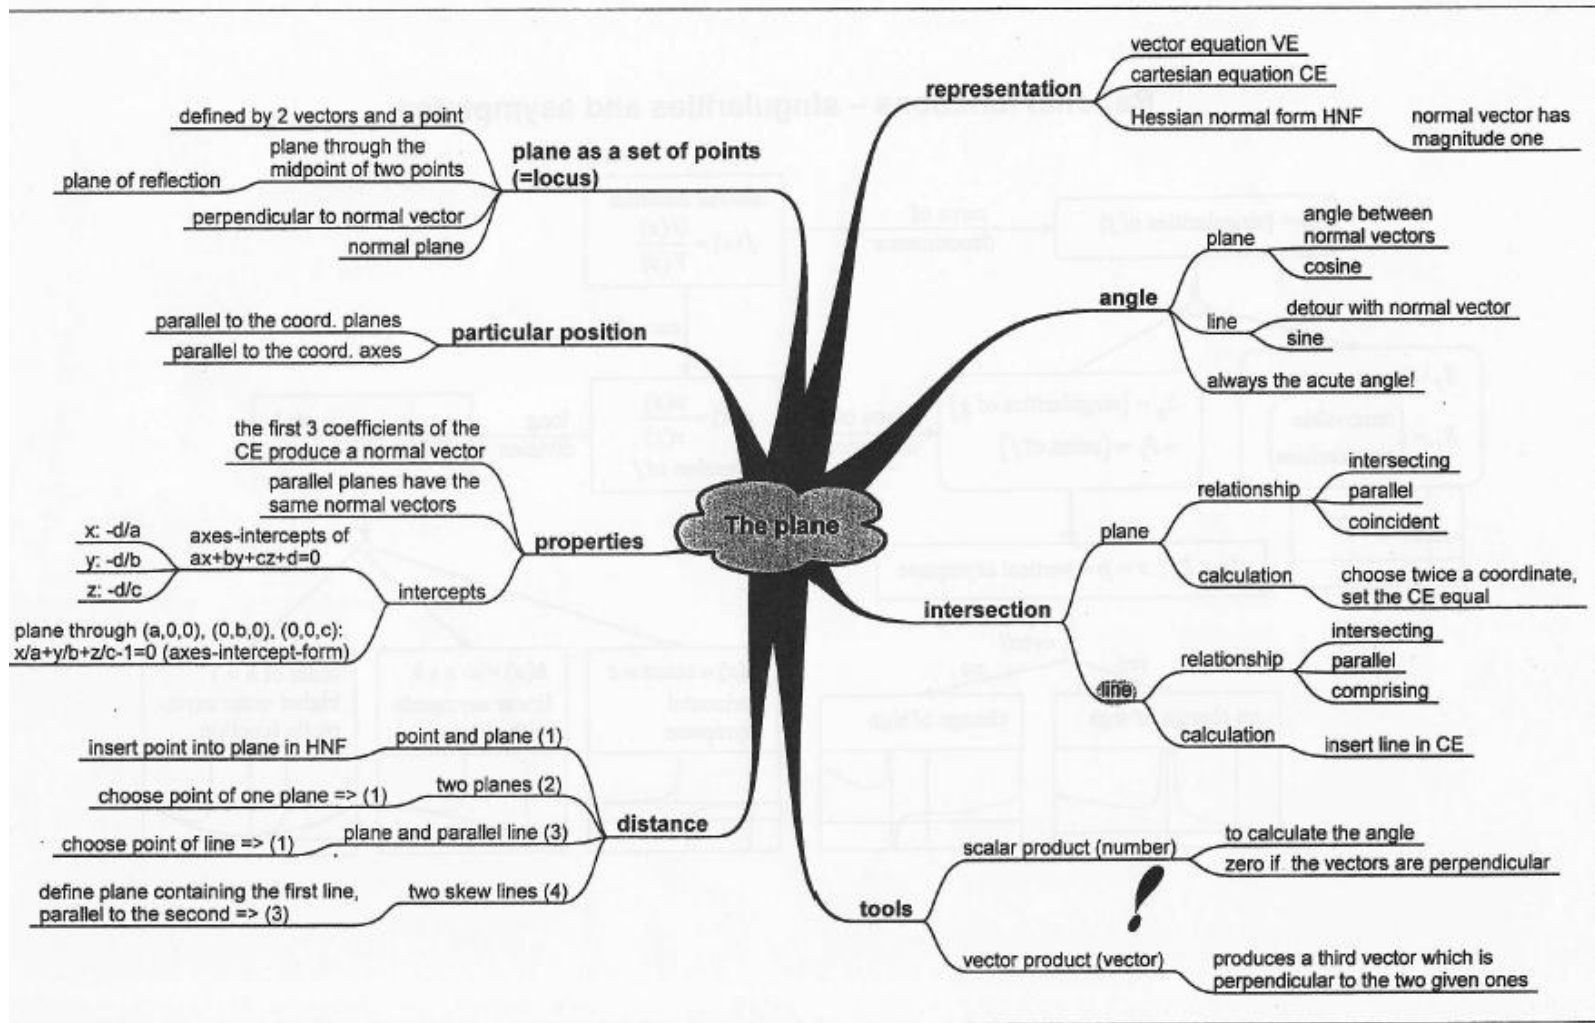 The plane
representation
vector equation VE
cartesian equation CE
Hessian normal form HNF
normal vector has
magnitude one
angle
plane
angle between
normal vectors
cosine
line
detour with normal vector
sine
always the acute angle!
intersection
plane
relationship
intersecting
parallel
coincident
calculation
choose twice a coordinate,
set the CE equal
line
relationship
intersecting
parallel
comprising
calculation
insert line in CE
tools
scalar product (number)
to calculate the angle
zero if the vectors are perpendicular
!
vector product (vector)
produces a third vector which is
perpendicular to the two given ones
plane as a set of points
(=locus)
defined by 2 vectors and a point
plane through the
midpoint of two points
plane of reflection
perpendicular to normal vector
normal plane
particular position
parallel to the coord. planes
parallel to the coord. axes
properties
the first 3 coefficients of the
CE produce a normal vector
parallel planes have the
same normal vectors
intercepts
axes-intercepts of
ax+by+cz+d=0
x: -d/a
y: -d/b
z: -d/c
plane through (a,0,0), (0,b,0), (0,0,c):
x/a+y/b+z/c-1=0 (axes-intercept-form)
distance
point and plane (1)
insert point into plane in HNF
two planes (2)
choose point of one plane => (1)
plane and parallel line (3)
choose point of line => (1)
two skew lines (4)
define plane containing the first line,
parallel to the second => (3)